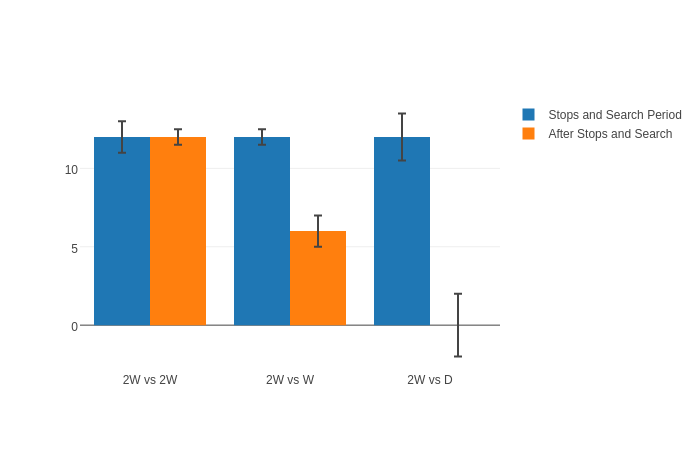 Stops and Search Period
After Stops and Search
10
5
0
2W vs 2W
2W vs W
2W vs D